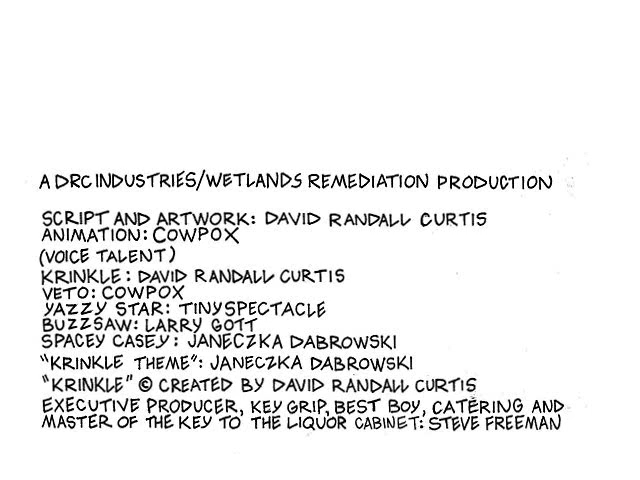 A DRC INDUSTRIES/WETLANDS REMEDIATION PRODUCTION
SCRIPT AND ARTWORK: DAVID RANDALL CURTIS
ANIMATION: COWPOX
(VOICE TALENT)
KRINKLE: DAVID RANDALL CURTIS
VETO: COWPOX
YAZZY STAR: TINYSPECTACLE
BUZZSAW: LARRY GOTT
SPACEY CASEY: JANECZKA DABROWSKI
"KRINKLE THEME": JANECZKA DABROWSKI
"KRINKLE" © CREATED BY DAVID RANDALL CURTIS
EXECUTIVE PRODUCER, KEY GRIP, BEST BOY, CATERING AND
MASTER OF THE KEY TO THE LIQUOR CABINET: STEVE FREEMAN